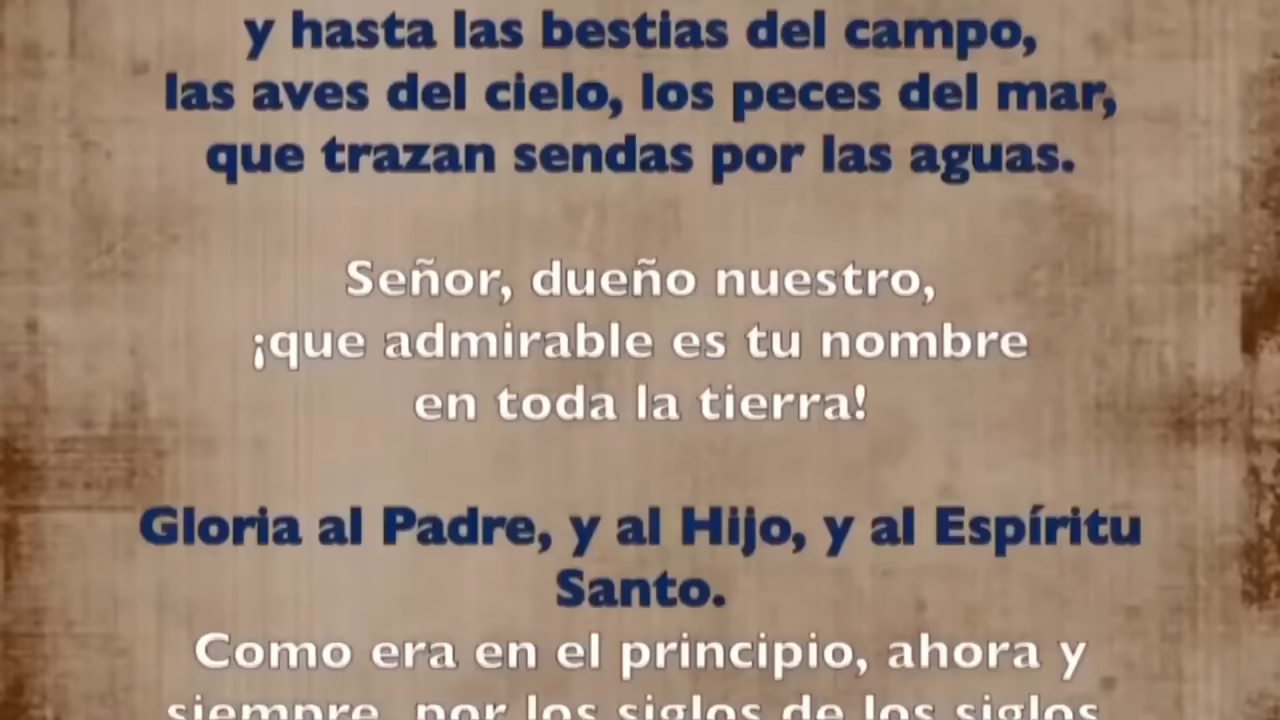 y hasta las bestias del campo,
las aves del cielo, los peces del mar,
que trazan sendas por las aguas.
Señor, dueño nuestro,
¡que admirable es tu nombre
en toda la tierra!
Gloria al Padre, y al Hijo, y al Espíritu
Santo.
Como era en el principio, ahora y
siempre, por los siglos de los siglos.